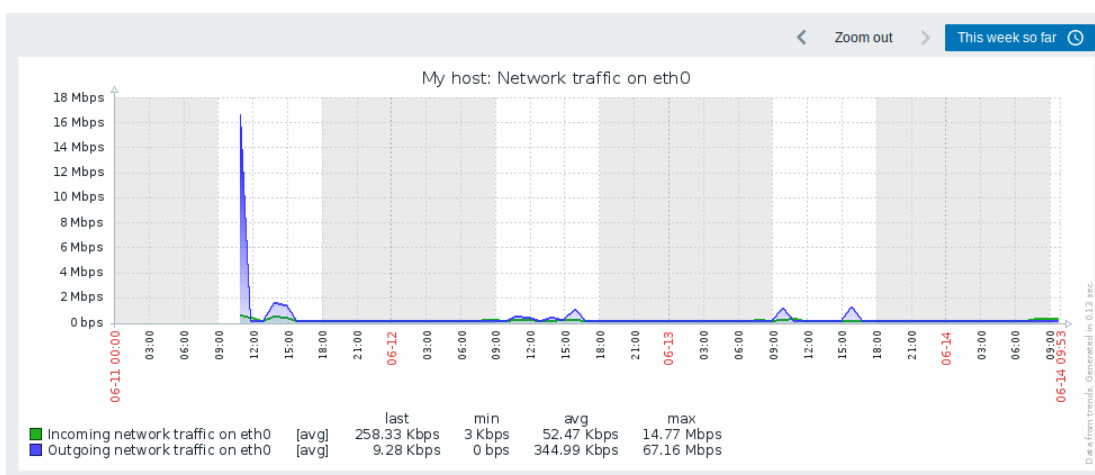 Zoom out This week so far
My host: Network traffic on eth0
18 Mbps
16 Mbps
14 Mbps
12 Mbps
10 Mbps
8 Mbps
6 Mbps
4 Mbps
2 Mbps
0 bps
06-11 00:00 03:00 06:00 09:00 12:00 15:00 18:00 21:00 06-12 03:00 06:00 09:00 12:00 15:00 18:00 21:00 06-13 03:00 06:00 09:00 12:00 15:00 18:00 21:00 06-14 03:00 06:00 09:00 06-14 09:53
last min avg max
Incoming network traffic on eth0 [avg] 258.33 Kbps 3 Kbps 52.47 Kbps 14.77 Mbps
Outgoing network traffic on eth0 [avg] 9.28 Kbps 0 bps 344.99 Kbps 67.16 Mbps
Data from trends. Generated in 0.13 sec.